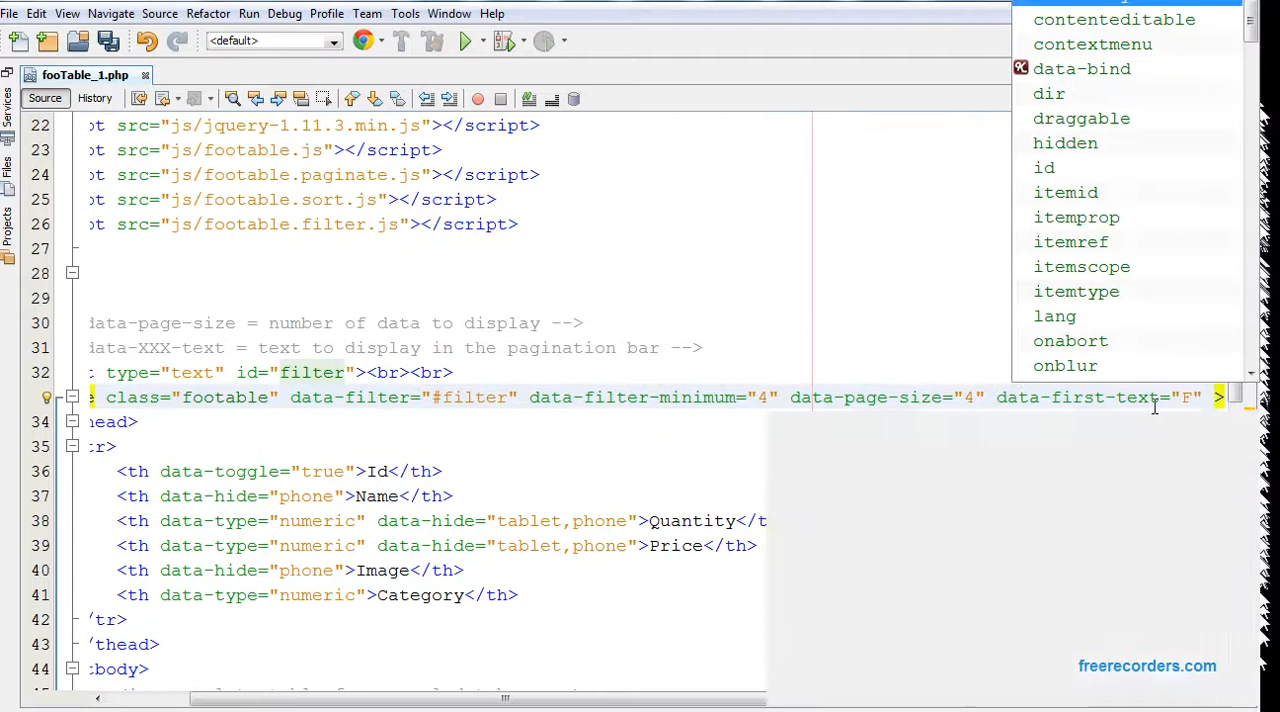 File Edit View Navigate Source Refactor Run Debug Profile Team Tools Window Help
<default>
fooTable_1.php
Source History
Services
Files
Projects
22 pt src="js/jquery-1.11.3.min.js"></script>
23 pt src="js/footable.js"></script>
24 pt src="js/footable.paginate.js"></script>
25 pt src="js/footable.sort.js"></script>
26 pt src="js/footable.filter.js"></script>
27
28
29
30 data-page-size = number of data to display -->
31 data-XXX-text = text to display in the pagination bar -->
32 t type="text" id="filter"><br><br>
e class="footable" data-filter="#filter" data-filter-minimum="4" data-page-size="4" data-first-text="F" >
34 head>
35 tr>
36 <th data-toggle="true">Id</th>
37 <th data-hide="phone">Name</th>
38 <th data-type="numeric" data-hide="tablet,phone">Quantity</t
39 <th data-type="numeric" data-hide="tablet,phone">Price</th>
40 <th data-hide="phone">Image</th>
41 <th data-type="numeric">Category</th>
42 /tr>
43 /thead>
44 tbody>
contenteditable
contextmenu
data-bind
dir
draggable
hidden
id
itemid
itemprop
itemref
itemscope
itemtype
lang
onabort
onblur
freerecorders.com